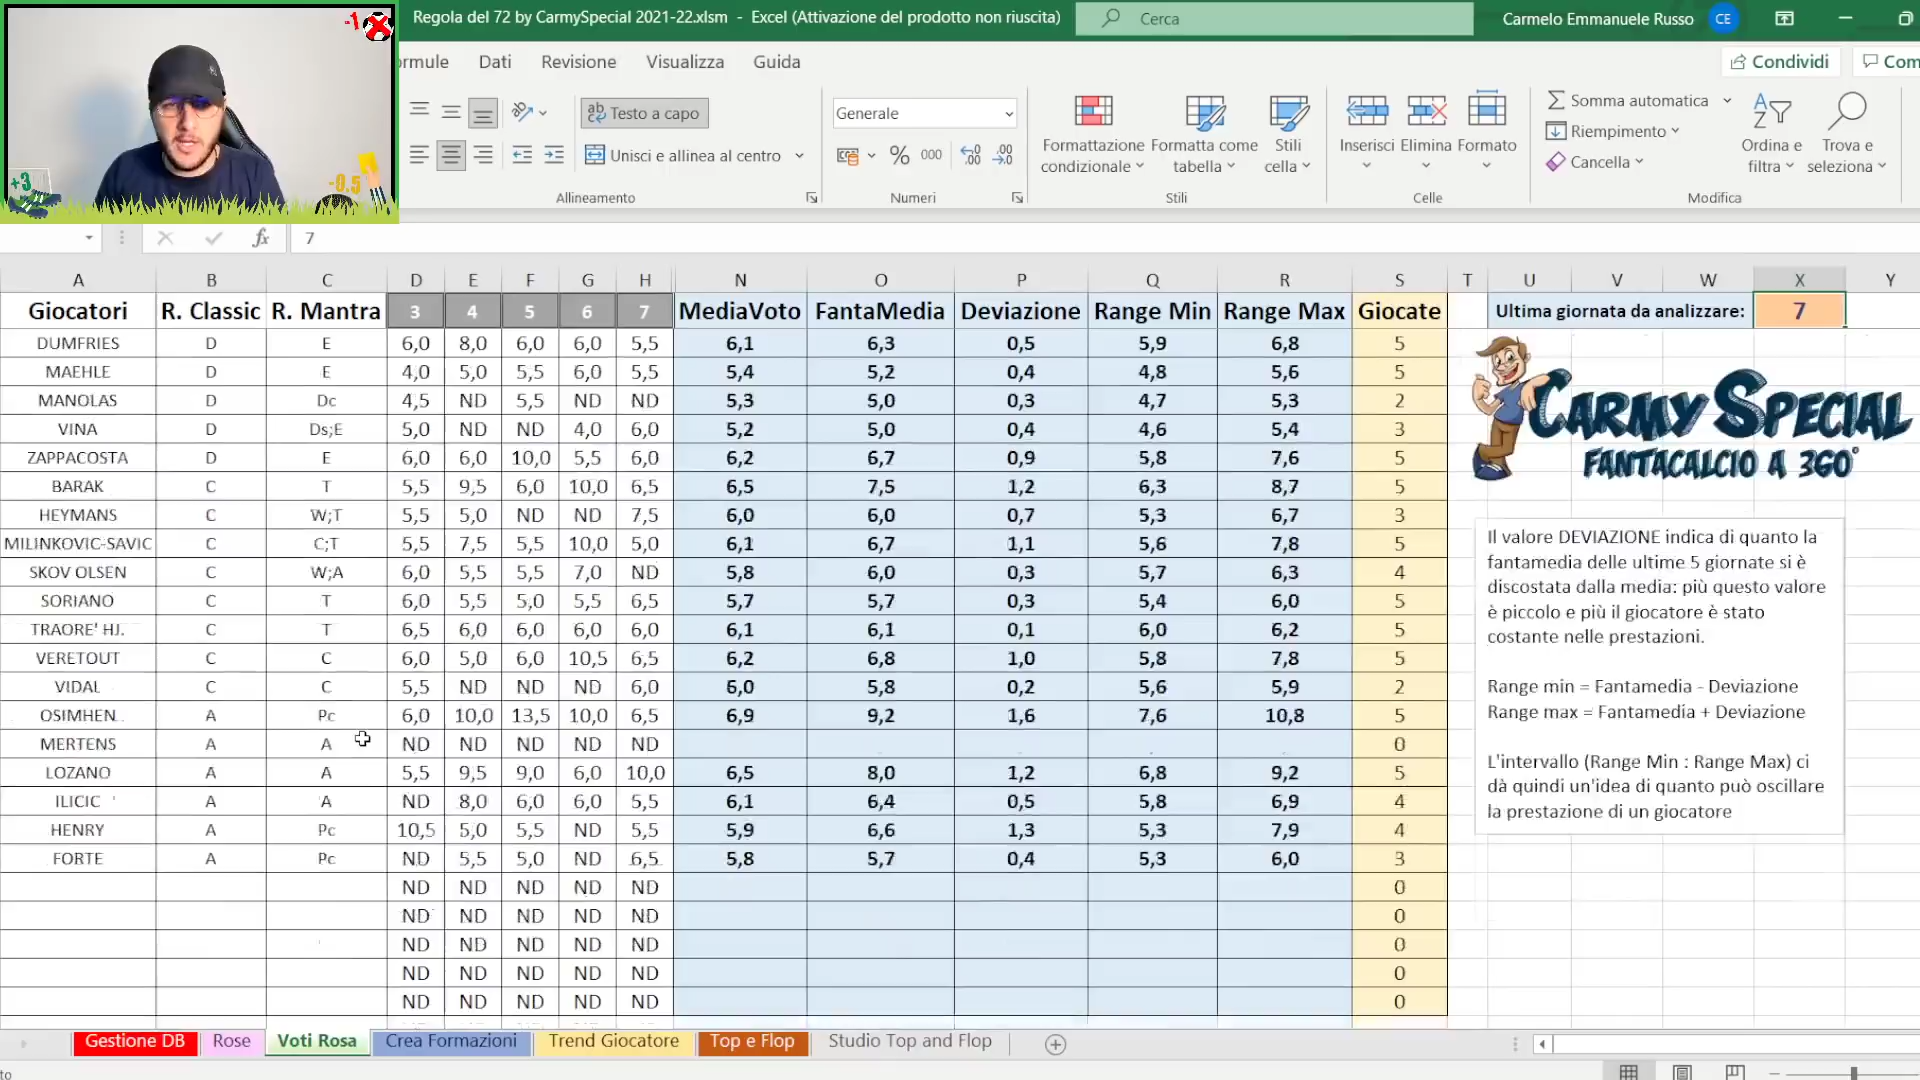 -1
+3
-0.5
Regola del 72 by CarmySpecial 2021-22.xlsm - Excel (Attivazione del prodotto non riuscita)
Cerca
Carmelo Emmanuele Russo CE
ormule Dati Revisione Visualizza Guida
Condividi
Com
Testo a capo
Unisci e allinea al centro
Allineamento
Generale
% 000
Numeri
Formattazione condizionale
Formatta come tabella
Stili cella
Stili
Inserisci Elimina Formato
Celle
Somma automatica
Riempimento
Cancella
Ordina e filtra
Trova e seleziona
Modifica
fx 7
A B C D E F G H N O P Q R S T U V W X Y
Giocatori R. Classic R. Mantra 3 4 5 6 7 MediaVoto FantaMedia Deviazione Range Min Range Max Giocate Ultima giornata da analizzare: 7
DUMFRIES D E 6,0 8,0 6,0 6,0 5,5 6,1 6,3 0,5 5,9 6,8 5
MAEHLE D E 4,0 5,0 5,5 6,0 5,5 5,4 5,2 0,4 4,8 5,6 5
MANOLAS D Dc 4,5 ND 5,5 ND ND 5,3 5,0 0,3 4,7 5,3 2
VINA D Ds;E 5,0 ND ND 4,0 6,0 5,2 5,0 0,4 4,6 5,4 3
ZAPPACOSTA D E 6,0 6,0 10,0 5,5 6,0 6,2 6,7 0,9 5,8 7,6 5
BARAK C T 5,5 9,5 6,0 10,0 6,5 6,5 7,5 1,2 6,3 8,7 5
HEYMANS C W;T 5,5 5,0 ND ND 7,5 6,0 6,0 0,7 5,3 6,7 3
MILINKOVIC-SAVIC C C;T 5,5 7,5 5,5 10,0 5,0 6,1 6,7 1,1 5,6 7,8 5
SKOV OLSEN C W;A 6,0 5,5 5,5 7,0 ND 5,8 6,0 0,3 5,7 6,3 4
SORIANO C T 6,0 5,5 5,0 5,5 6,5 5,7 5,7 0,3 5,4 6,0 5
TRAORE' HJ. C T 6,5 6,0 6,0 6,0 6,0 6,1 6,1 0,1 6,0 6,2 5
VERETOUT C C 6,0 5,0 6,0 10,5 6,5 6,2 6,8 1,0 5,8 7,8 5
VIDAL C C 5,5 ND ND ND 6,0 6,0 5,8 0,2 5,6 5,9 2
OSIMHEN A Pc 6,0 10,0 13,5 10,0 6,5 6,9 9,2 1,6 7,6 10,8 5
MERTENS A A ND ND ND ND ND 0
LOZANO A A 5,5 9,5 9,0 6,0 10,0 6,5 8,0 1,2 6,8 9,2 5
ILICIC A A ND 8,0 6,0 6,0 5,5 6,1 6,4 0,5 5,8 6,9 4
HENRY A Pc 10,5 5,0 5,5 ND 5,5 5,9 6,6 1,3 5,3 7,9 4
FORTE A Pc ND 5,5 5,0 ND 6,5 5,8 5,7 0,4 5,3 6,0 3
ND ND ND ND ND 0
ND ND ND ND ND 0
ND ND ND ND ND 0
ND ND ND ND ND 0
ND ND ND ND ND 0
CARMY SPECIAL
FANTACALCIO A 360°
Il valore DEVIAZIONE indica di quanto la
fantamedia delle ultime 5 giornate si è
discostata dalla media: più questo valore
è piccolo e più il giocatore è stato
costante nelle prestazioni.
Range min = Fantamedia - Deviazione
Range max = Fantamedia + Deviazione
L'intervallo (Range Min : Range Max) ci
dà quindi un'idea di quanto può oscillare
la prestazione di un giocatore
Gestione DB Rose Voti Rosa Crea Formazioni Trend Giocatore Top e Flop Studio Top and Flop
to